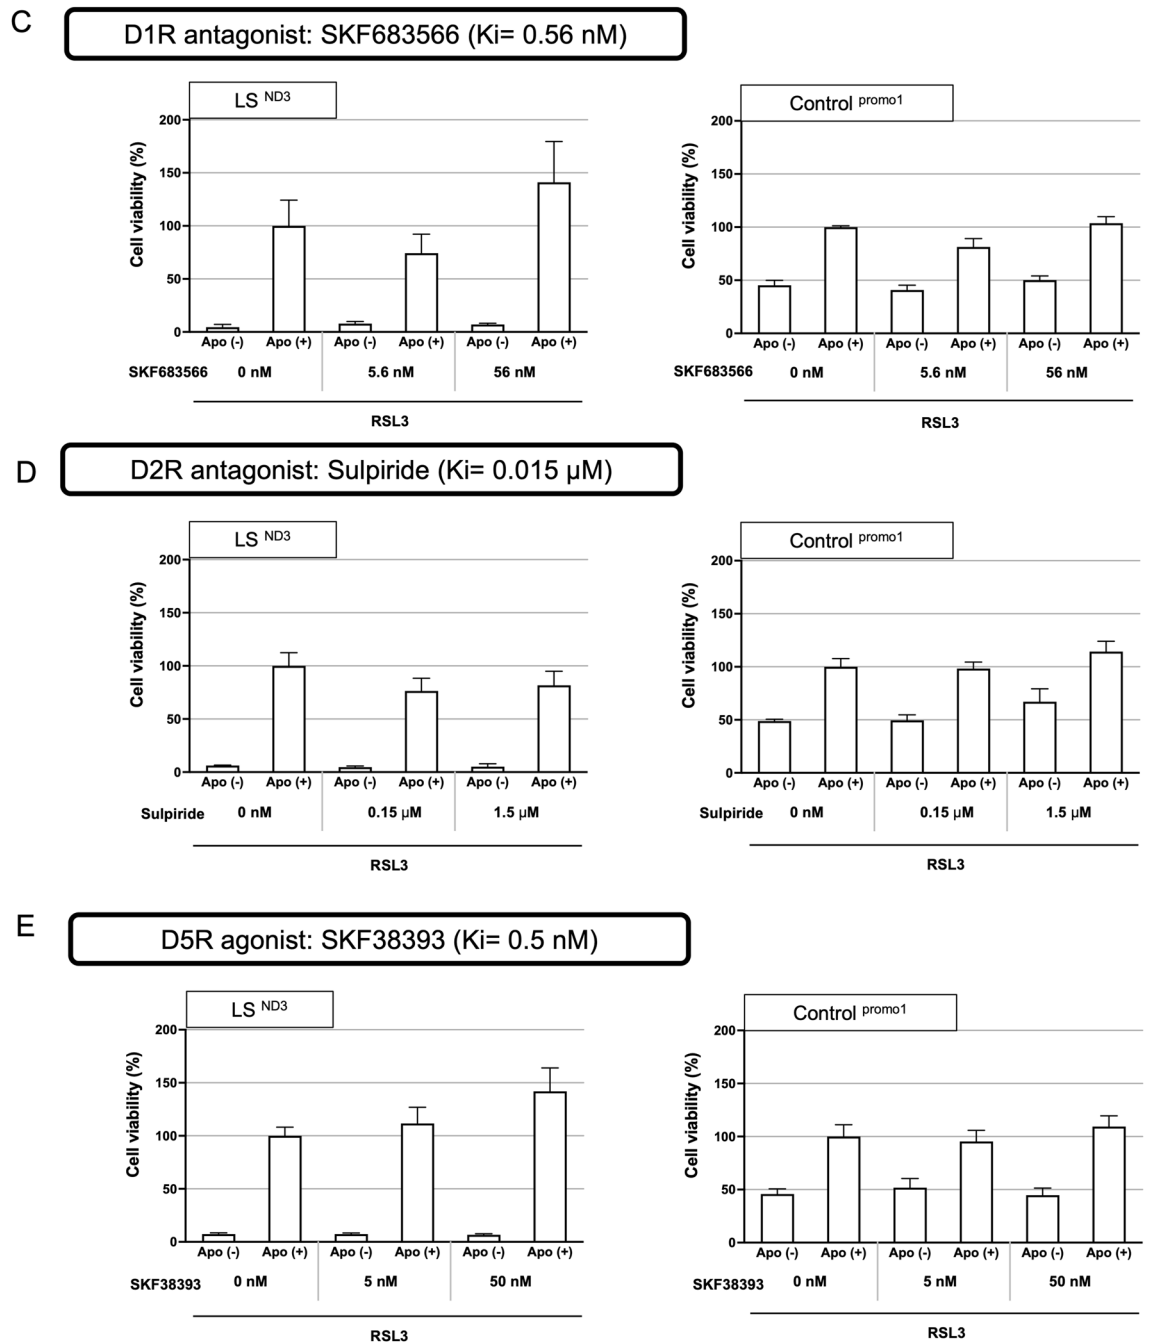 C
D1R antagonist: SKF683566 (Ki= 0.56 nM)
LS ND3
Cell viability (%)
200
150
100
50
0
Apo (-) Apo (+) Apo (-) Apo (+) Apo (-) Apo (+)
SKF683566 0 nM 5.6 nM 56 nM
RSL3
Control promo1
Cell viability (%)
200
150
100
50
0
Apo (-) Apo (+) Apo (-) Apo (+) Apo (-) Apo (+)
SKF683566 0 nM 5.6 nM 56 nM
RSL3
D
D2R antagonist: Sulpiride (Ki= 0.015 μM)
LS ND3
Cell viability (%)
200
150
100
50
0
Apo (-) Apo (+) Apo (-) Apo (+) Apo (-) Apo (+)
Sulpiride 0 nM 0.15 μM 1.5 μM
RSL3
Control promo1
Cell viability (%)
200
150
100
50
0
Apo (-) Apo (+) Apo (-) Apo (+) Apo (-) Apo (+)
Sulpiride 0 nM 0.15 μM 1.5 μM
RSL3
E
D5R agonist: SKF38393 (Ki= 0.5 nM)
LS ND3
Cell viability (%)
200
150
100
50
0
Apo (-) Apo (+) Apo (-) Apo (+) Apo (-) Apo (+)
SKF38393 0 nM 5 nM 50 nM
RSL3
Control promo1
Cell viability (%)
200
150
100
50
0
Apo (-) Apo (+) Apo (-) Apo (+) Apo (-) Apo (+)
SKF38393 0 nM 5 nM 50 nM
RSL3